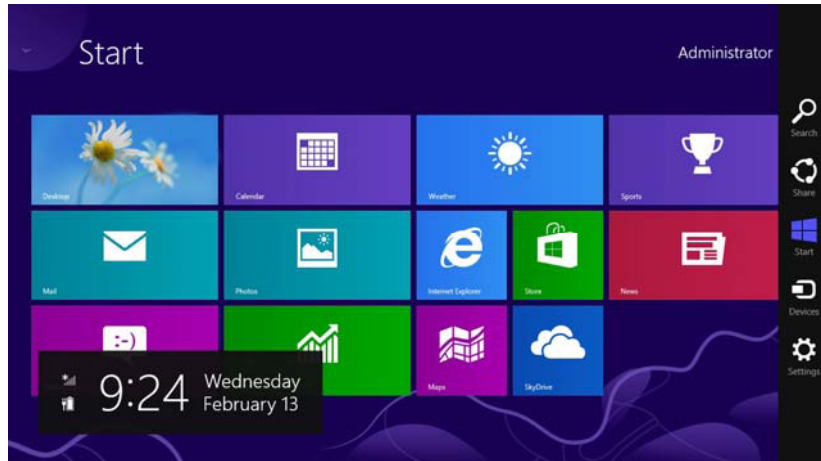 Start
Administrator
Desktop
Calendar
Weather
Sports
Mail
Photos
Internet Explorer
Store
News
:-)
Maps
SkyDrive
9:24
Wednesday
February 13
Search
Share
Start
Devices
Settings